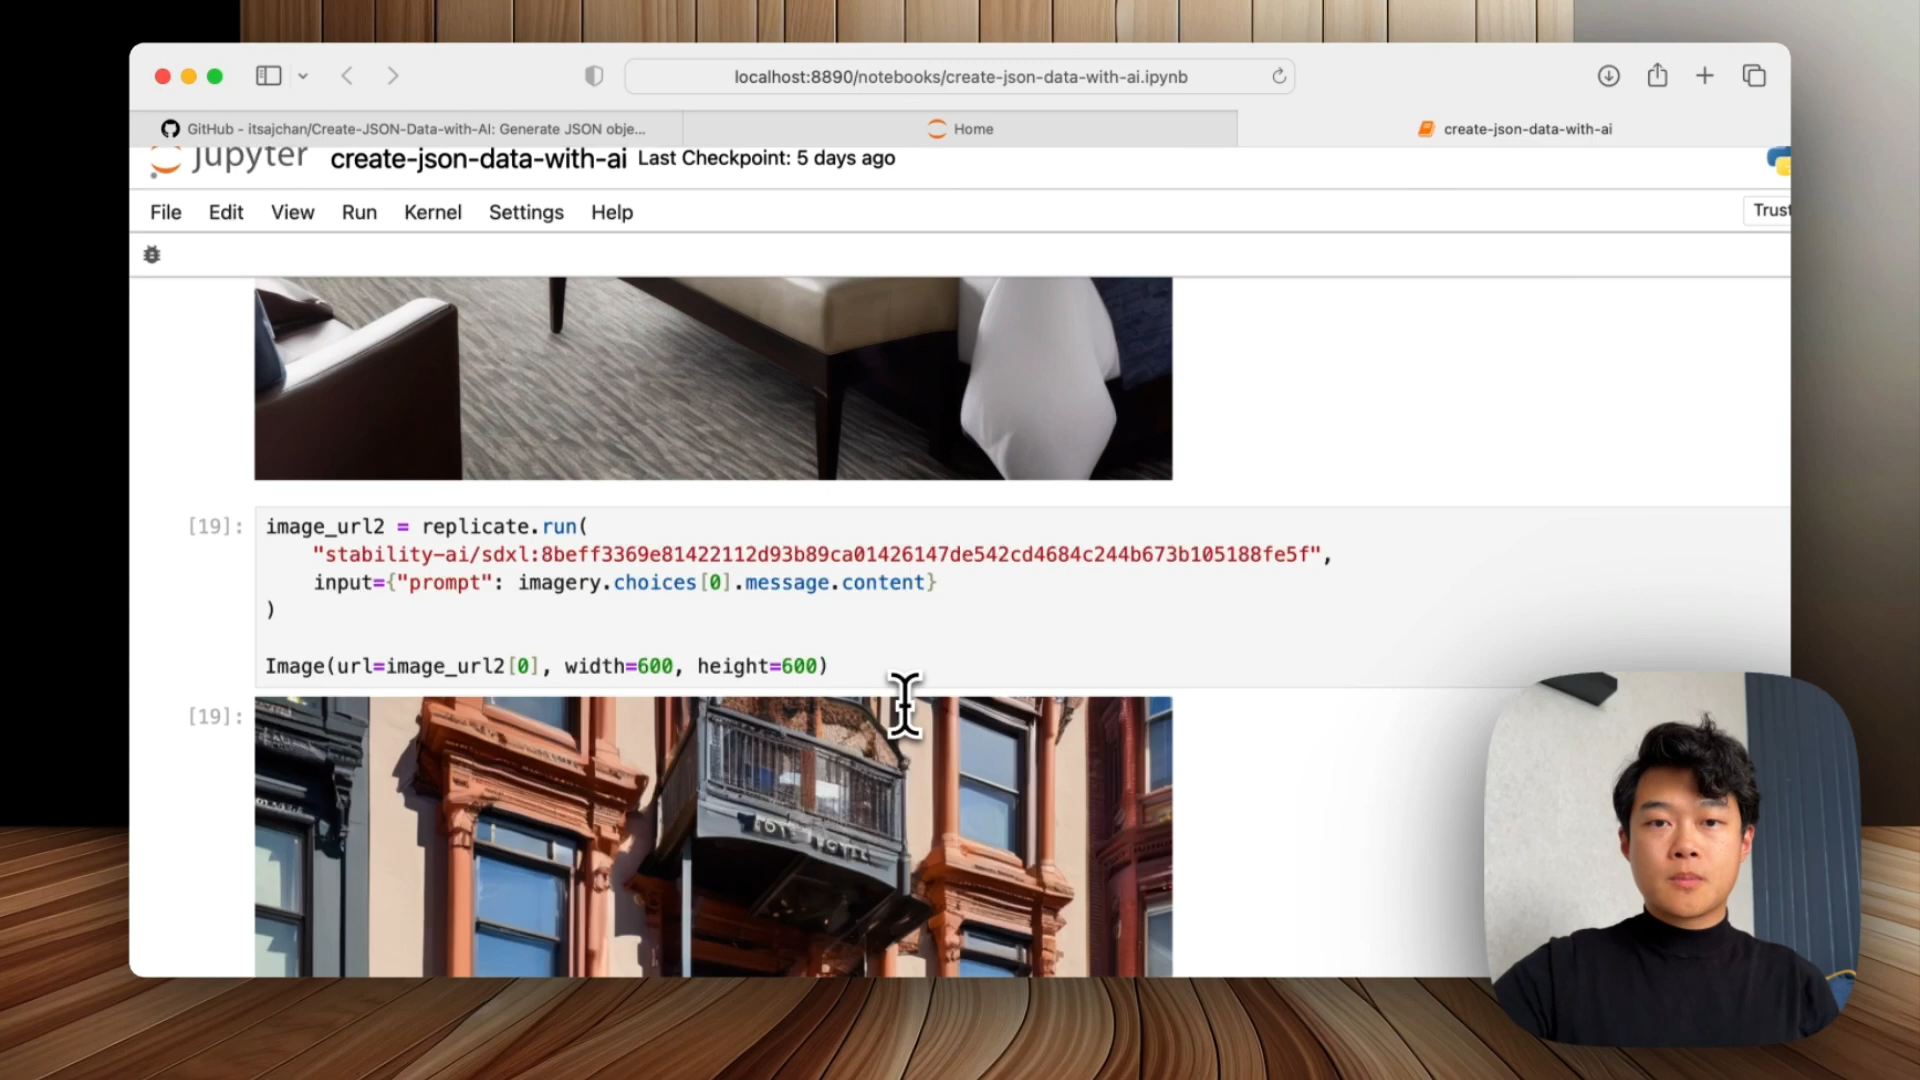 localhost:8890/notebooks/create-json-data-with-ai.ipynb
GitHub - itsajchan/Create-JSON-Data-with-AI: Generate JSON obje...
Home
create-json-data-with-ai
jupyter create-json-data-with-ai Last Checkpoint: 5 days ago
File Edit View Run Kernel Settings Help
Trust
[19]: image_url2 = replicate.run(
"stability-ai/sdxl:8beff3369e81422112d93b89ca01426147de542cd4684c244b673b105188fe5f",
input={"prompt": imagery.choices[0].message.content}
)
Image(url=image_url2[0], width=600, height=600)
[19]: